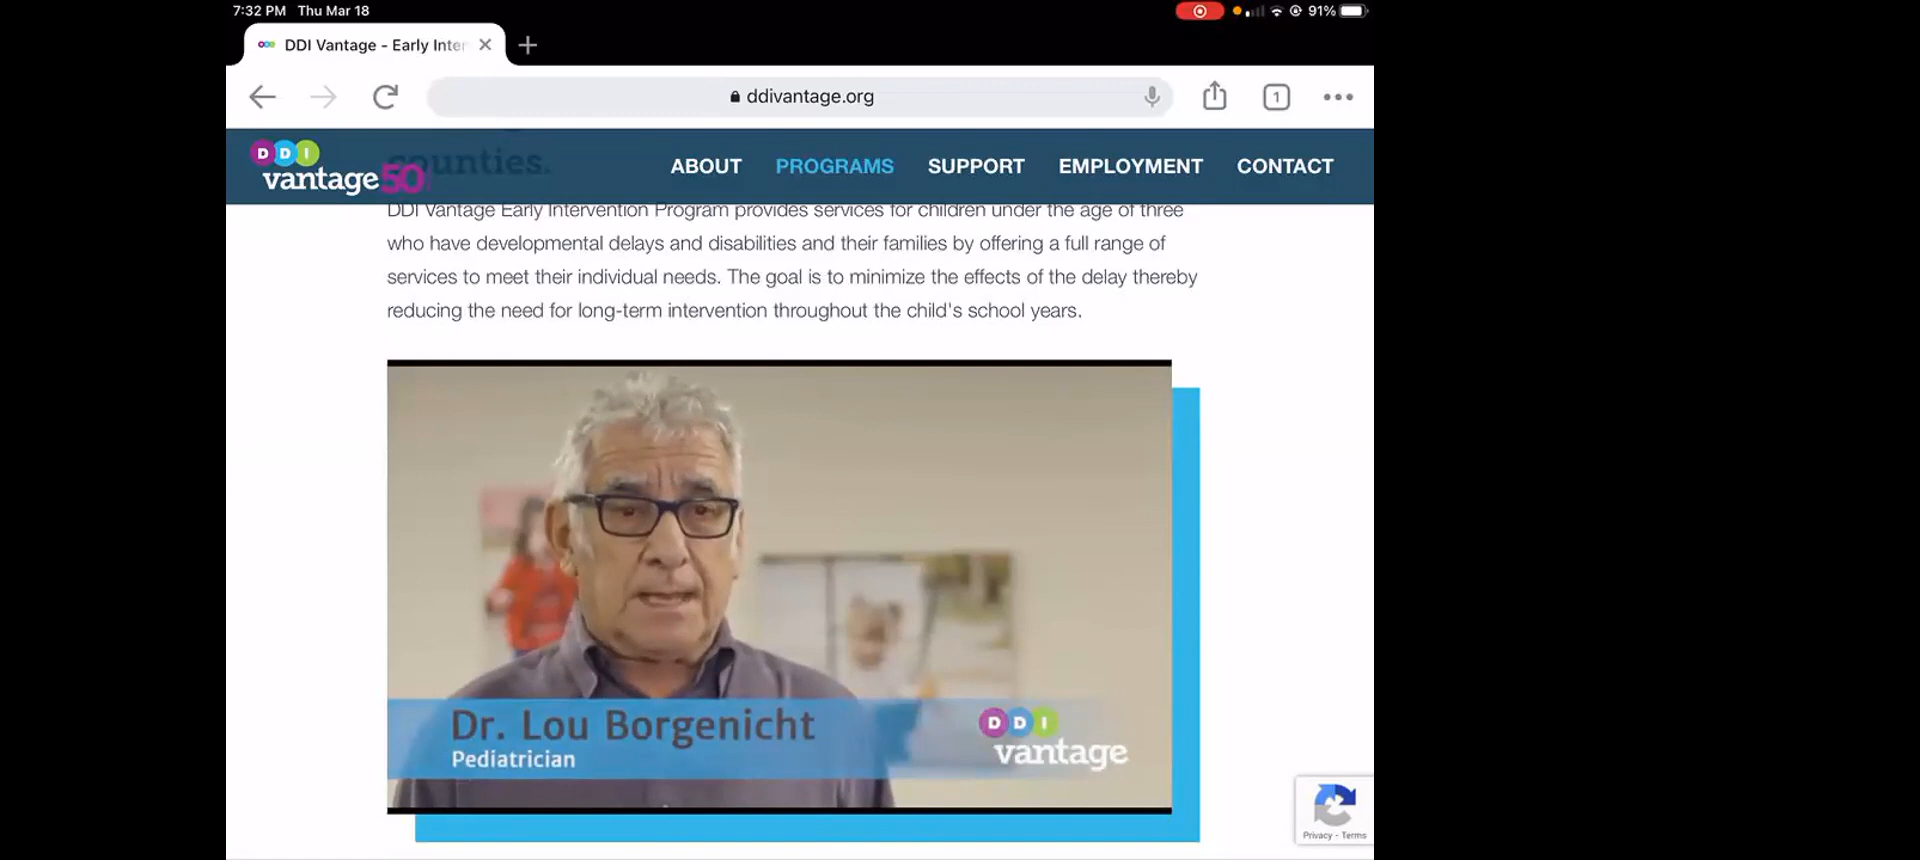 7:32 PM Thu Mar 18
91%
DDI Vantage - Early Inter
ddivantage.org
1
DDI
vantage50
counties.
ABOUT PROGRAMS SUPPORT EMPLOYMENT CONTACT
DDI Vantage Early Intervention Program provides services for children under the age of three
who have developmental delays and disabilities and their families by offering a full range of
services to meet their individual needs. The goal is to minimize the effects of the delay thereby
reducing the need for long-term intervention throughout the child's school years.
Dr. Lou Borgenicht
Pediatrician
DDI
vantage
Privacy - Terms